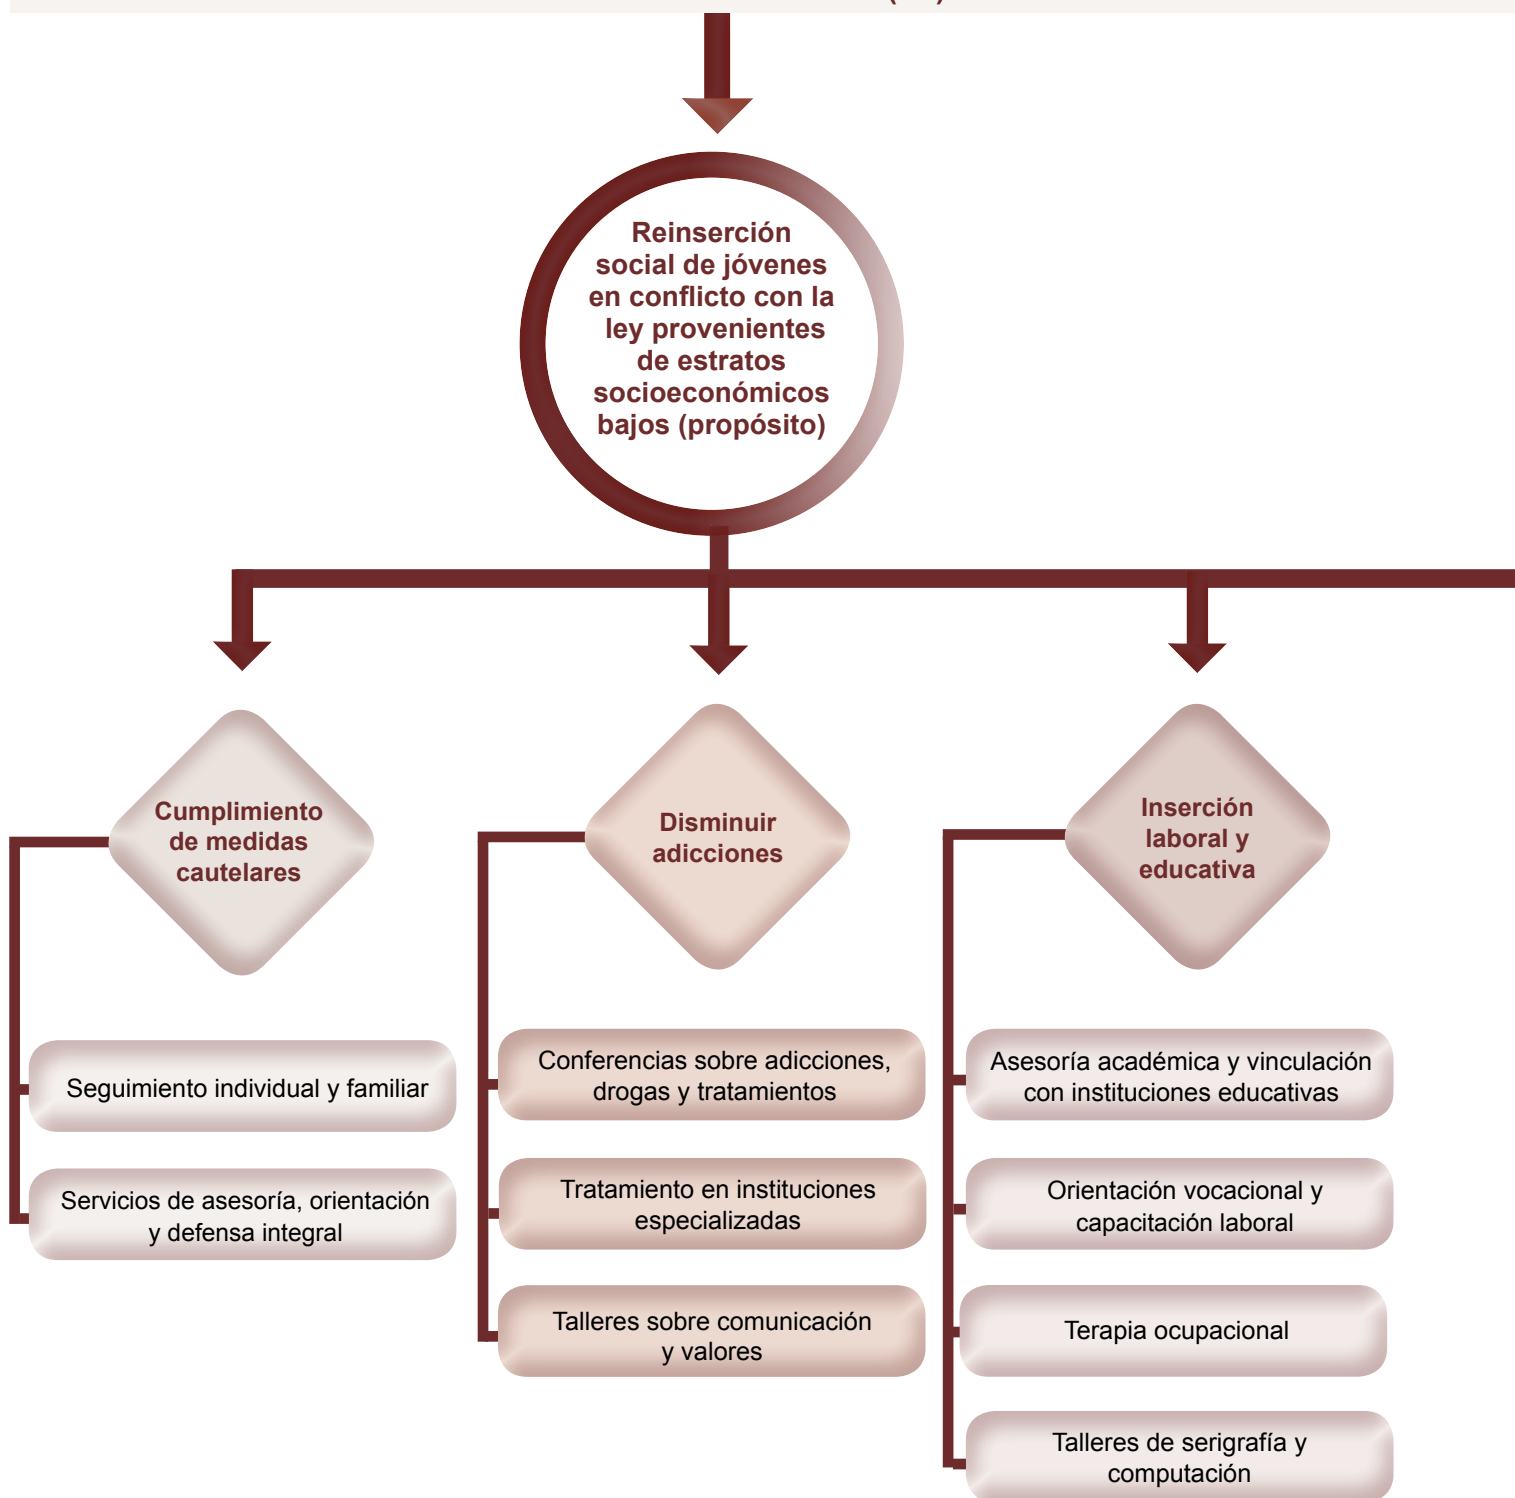 Reinserción
social de jóvenes
en conflicto con la
ley provenientes
de estratos
socioeconómicos
bajos (propósito)
Cumplimiento
de medidas
cautelares
Disminuir
adicciones
Inserción
laboral y
educativa
Seguimiento individual y familiar
Servicios de asesoría, orientación
y defensa integral
Conferencias sobre adicciones,
drogas y tratamientos
Tratamiento en instituciones
especializadas
Talleres sobre comunicación
y valores
Asesoría académica y vinculación
con instituciones educativas
Orientación vocacional y
capacitación laboral
Terapia ocupacional
Talleres de serigrafía y
computación